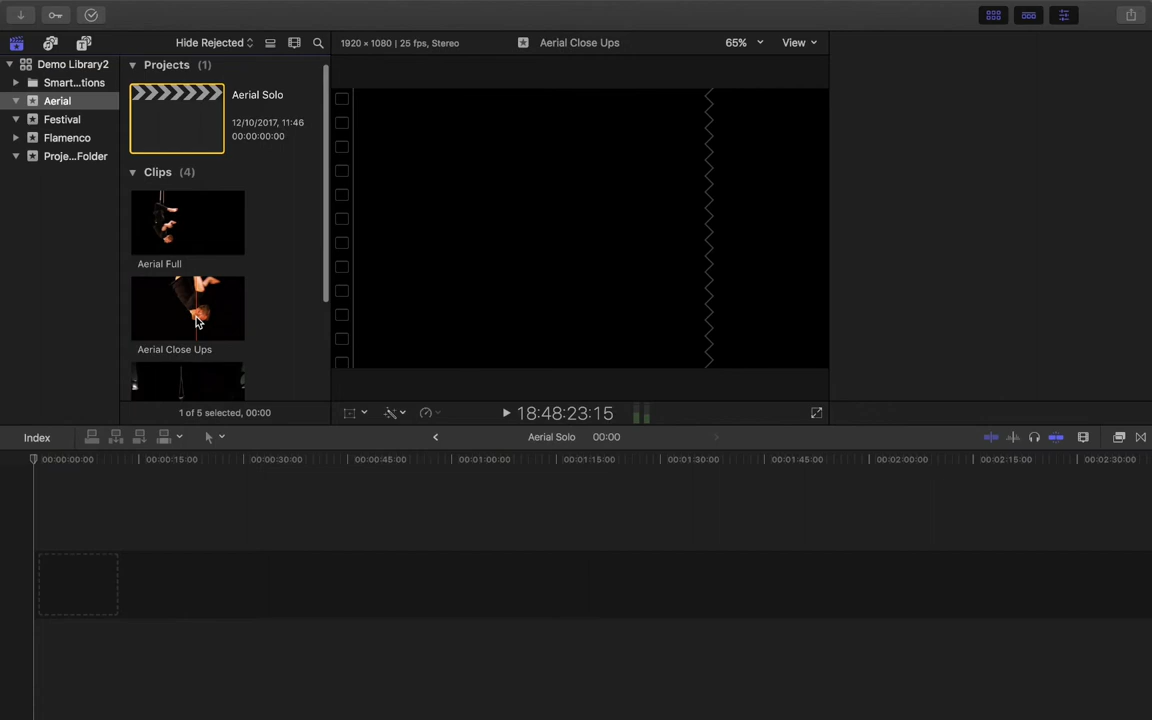 Hide Rejected
1920 × 1080 | 25 fps, Stereo
Aerial Close Ups
65%
View
Demo Library2
Smart...tions
Aerial
Festival
Flamenco
Proje...Folder
Projects (1)
Aerial Solo
12/10/2017, 11:46
00:00:00:00
Clips (4)
Aerial Full
Aerial Close Ups
1 of 5 selected, 00:00
18:48:23:15
Index
Aerial Solo 00:00
00:00:00:00 00:00:15:00 00:00:30:00 00:00:45:00 00:01:00:00 00:01:15:00 00:01:30:00 00:01:45:00 00:02:00:00 00:02:15:00 00:02:30:00